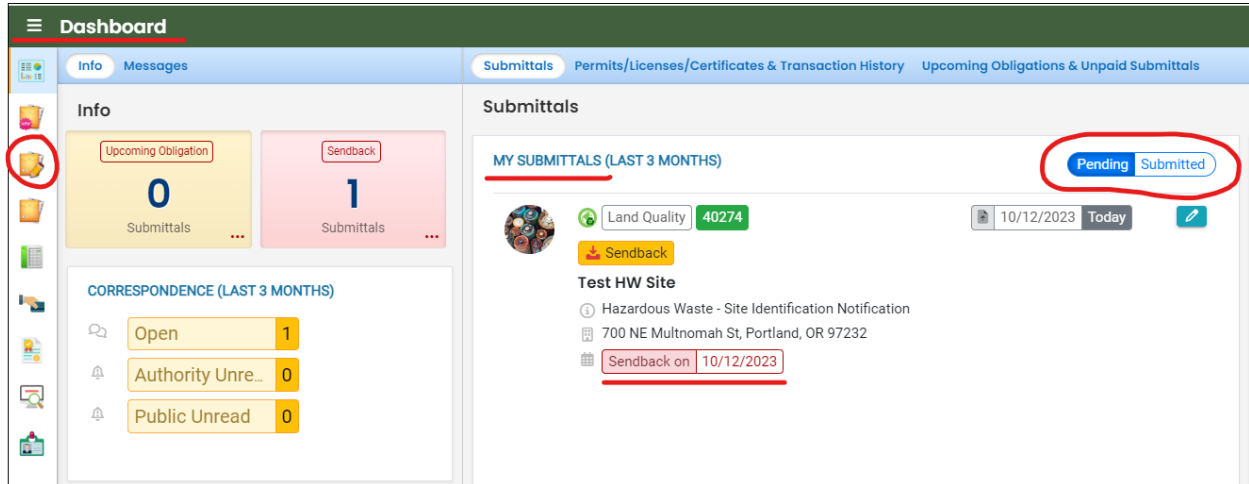 Dashboard
Info Messages
Submittals Permits/Licenses/Certificates & Transaction History Upcoming Obligations & Unpaid Submittals
Info
Upcoming Obligation
0
Submittals
...
Sendback
1
Submittals
...
CORRESPONDENCE (LAST 3 MONTHS)
Open 1
Authority Unre... 0
Public Unread 0
Submittals
MY SUBMITTALS (LAST 3 MONTHS)
Pending Submitted
Land Quality 40274
10/12/2023 Today
Sendback
Test HW Site
Hazardous Waste - Site Identification Notification
700 NE Multnomah St, Portland, OR 97232
Sendback on 10/12/2023